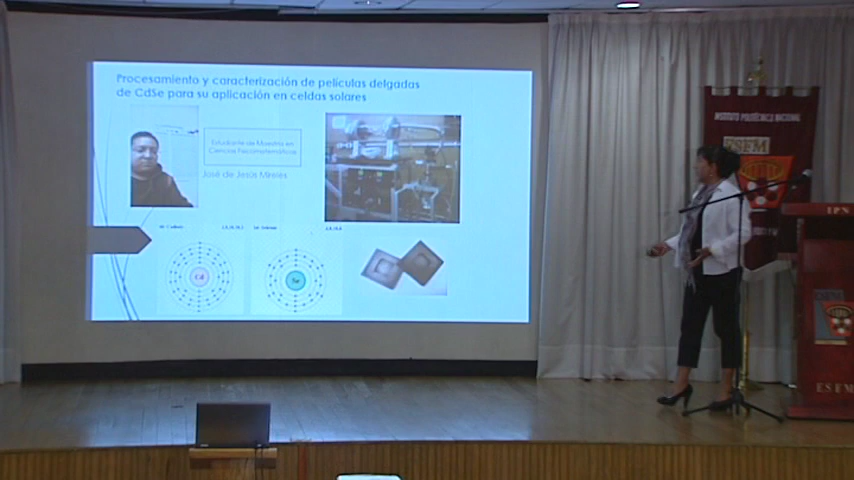 Procesamiento y caracterización de películas delgadas
de CdSe para su aplicación en celdas solares
Estudiante de Maestría en
Ciencias Fisicomatemáticas
José de Jesús Mireles
Cd
Se
INSTITUTO POLITÉCNICO NACIONAL
ESFM
IPN
ESFM
ESFM